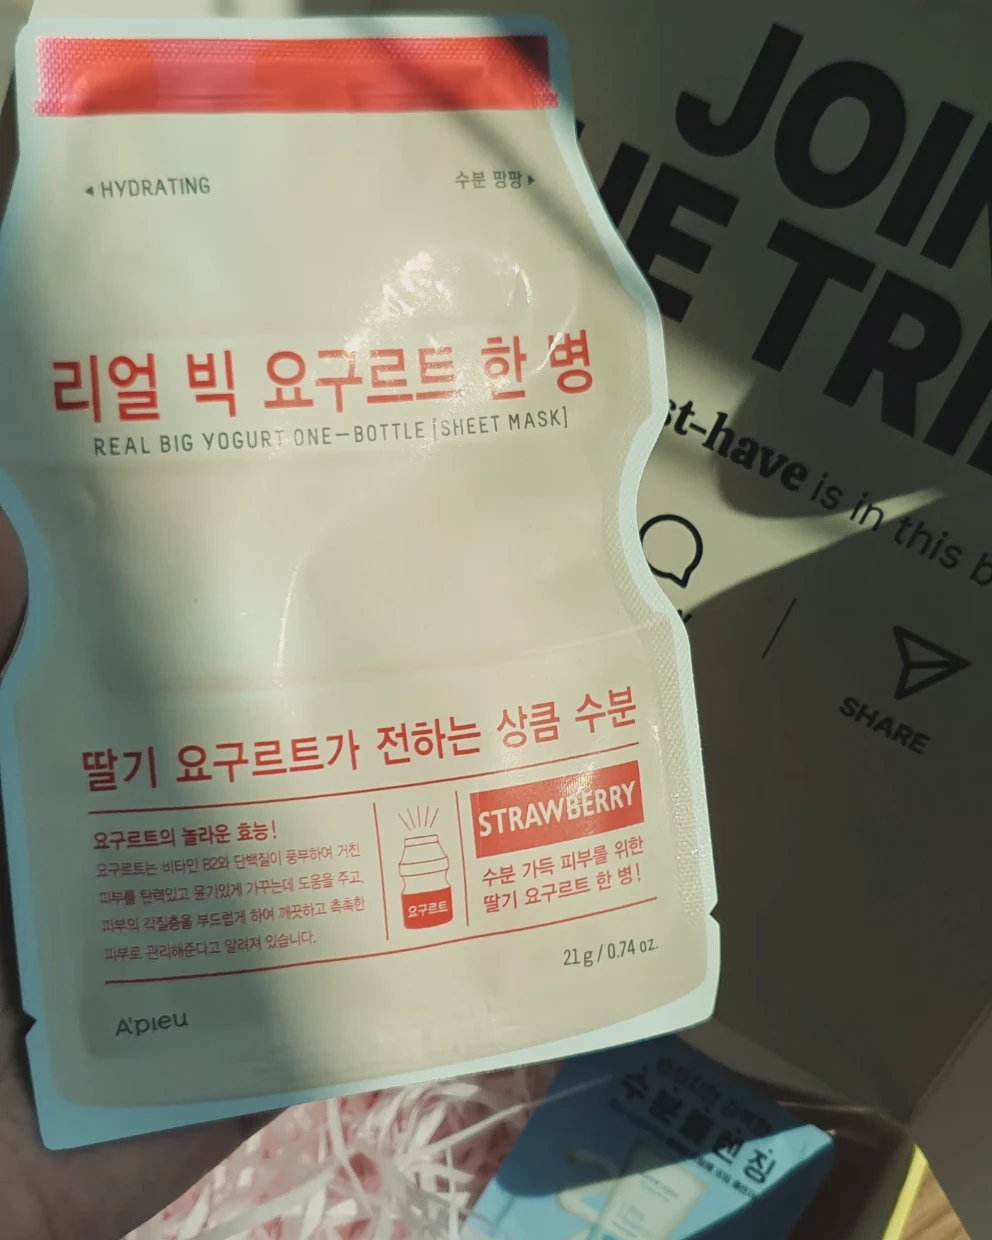 ◂ HYDRATING
수분 팡팡 ▸
리얼 빅 요구르트 한 병
REAL BIG YOGURT ONE-BOTTLE [SHEET MASK]
딸기 요구르트가 전하는 상큼 수분
요구르트의 놀라운 효능!
요구르트는 비타민 B2와 단백질이 풍부하여 거친
피부를 탄력있고 윤기있게 가꾸는데 도움을 주고,
피부의 각질층을 부드럽게 하여 깨끗하고 촉촉한
피부로 관리해준다고 알려져 있습니다.
요구르트
STRAWBERRY
수분 가득 피부를 위한
딸기 요구르트 한 병!
21g / 0.74 oz.
A'pieu
JOIN
HE TRI
st-have is in this b
SHARE